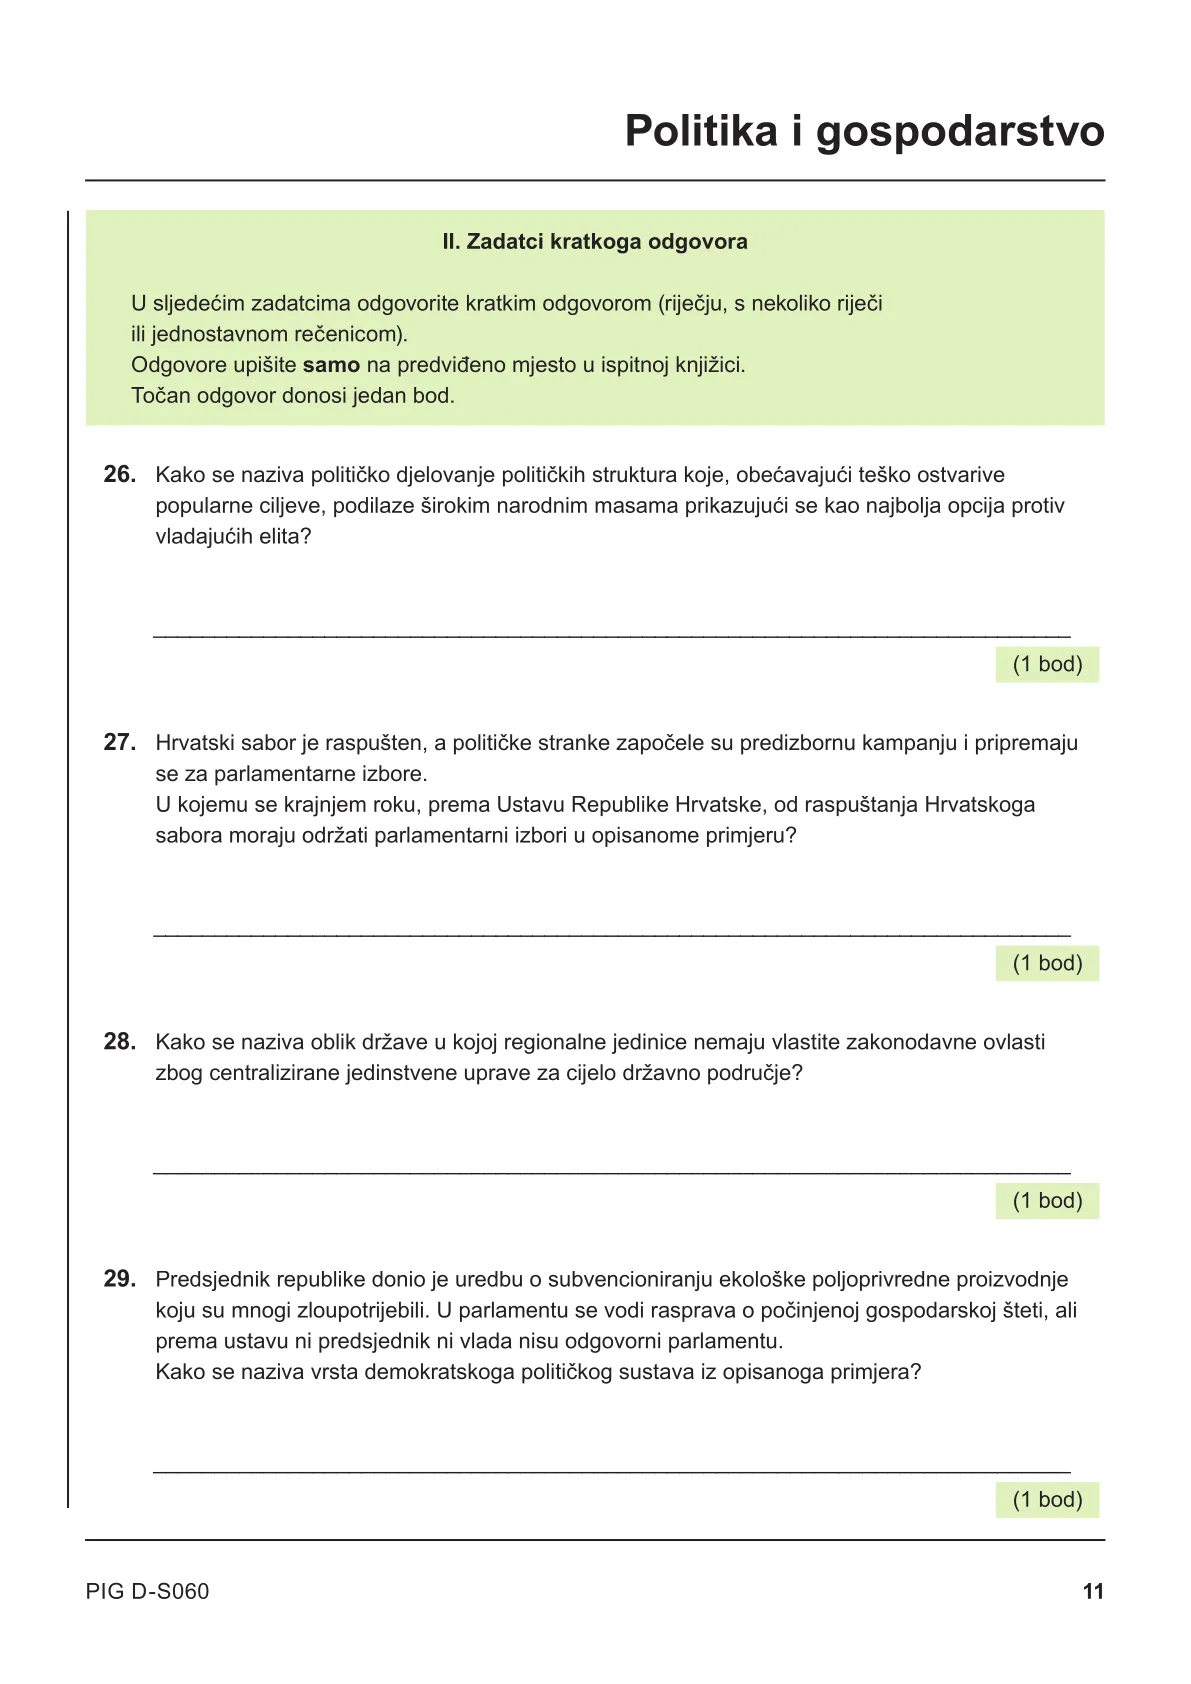 Politika i gospodarstvo
II. Zadatci kratkoga odgovora
U sljedećim zadatcima odgovorite kratkim odgovorom (riječju, s nekoliko riječi
ili jednostavnom rečenicom).
Odgovore upišite samo na predviđeno mjesto u ispitnoj knjižici.
Točan odgovor donosi jedan bod.
26. Kako se naziva političko djelovanje političkih struktura koje, obećavajući teško ostvarive
popularne ciljeve, podilaze širokim narodnim masama prikazujući se kao najbolja opcija protiv
vladajućih elita?
(1 bod)
27. Hrvatski sabor je raspušten, a političke stranke započele su predizbornu kampanju i pripremaju
se za parlamentarne izbore.
U kojemu se krajnjem roku, prema Ustavu Republike Hrvatske, od raspuštanja Hrvatskoga
sabora moraju održati parlamentarni izbori u opisanome primjeru?
(1 bod)
28. Kako se naziva oblik države u kojoj regionalne jedinice nemaju vlastite zakonodavne ovlasti
zbog centralizirane jedinstvene uprave za cijelo državno područje?
(1 bod)
29. Predsjednik republike donio je uredbu o subvencioniranju ekološke poljoprivredne proizvodnje
koju su mnogi zloupotrijebili. U parlamentu se vodi rasprava o počinjenoj gospodarskoj šteti, ali
prema ustavu ni predsjednik ni vlada nisu odgovorni parlamentu.
Kako se naziva vrsta demokratskoga političkog sustava iz opisanoga primjera?
(1 bod)
PIG D-S060
11